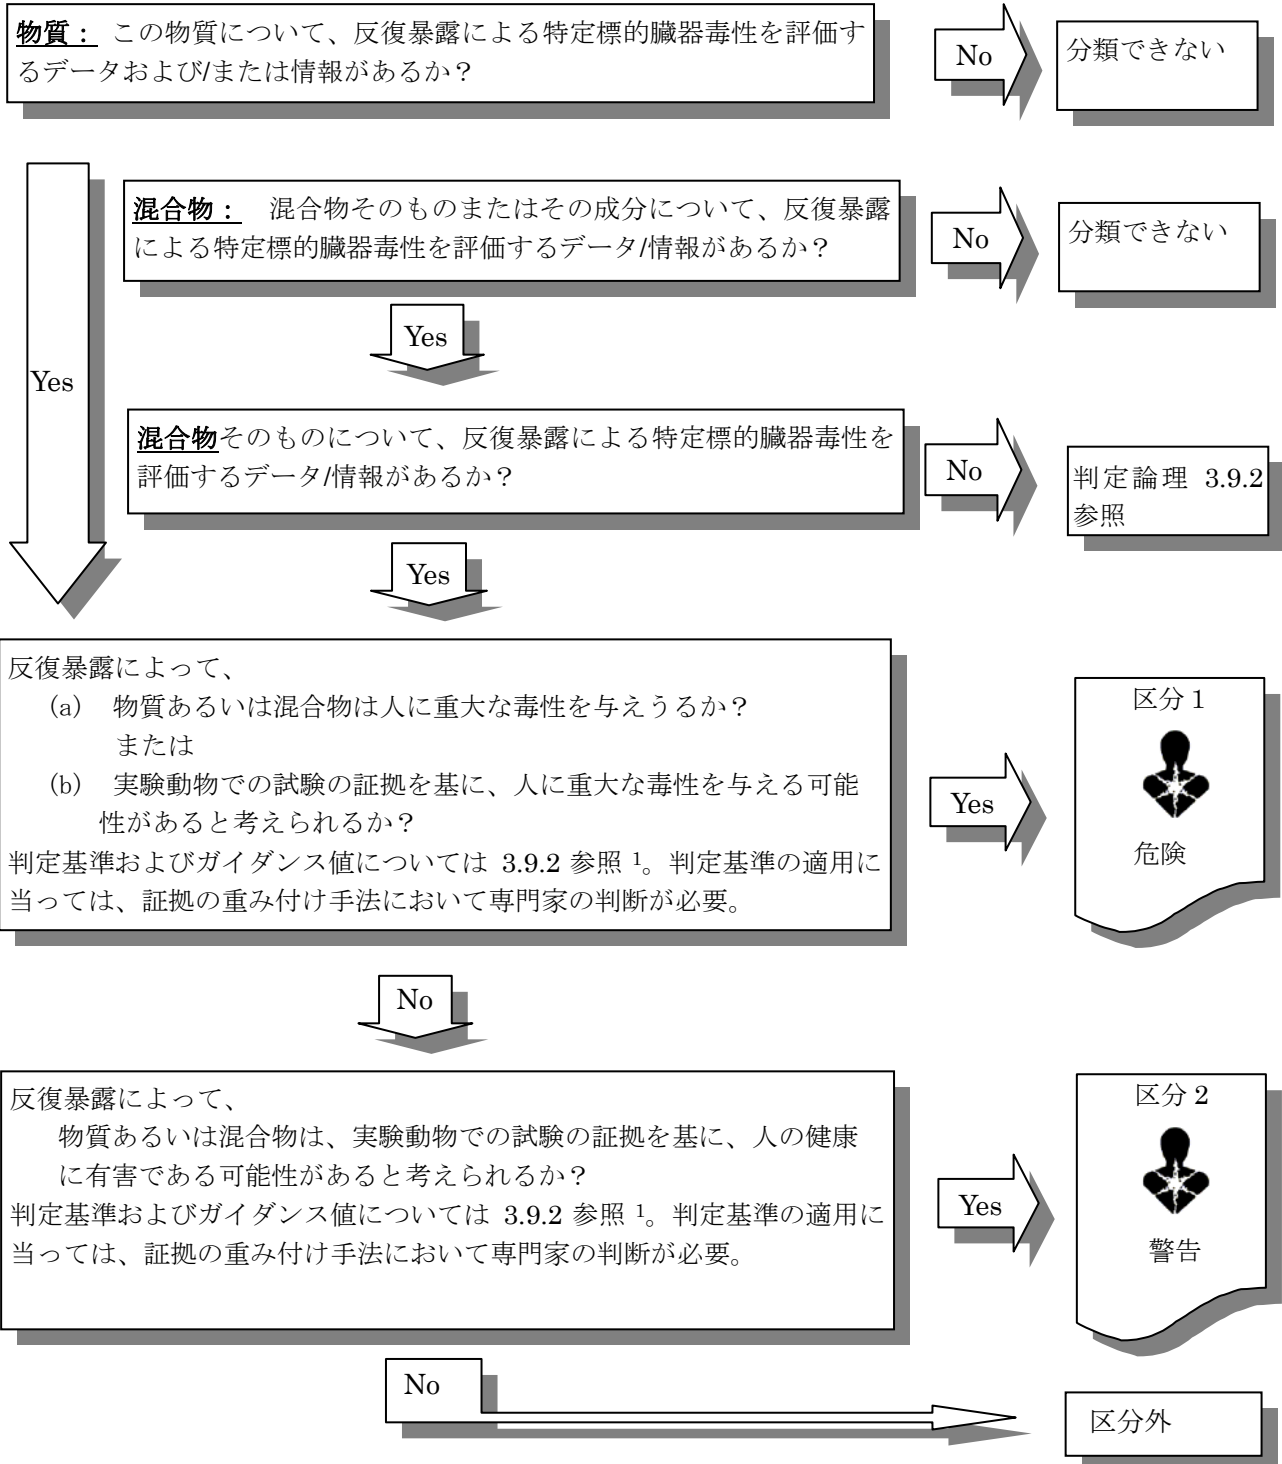 物質： この物質について、反復暴露による特定標的臓器毒性を評価す
るデータおよび/または情報があるか？
No
分類できない
混合物： 混合物そのものまたはその成分について、反復暴露
による特定標的臓器毒性を評価するデータ/情報があるか？
No
分類できない
Yes
Yes
混合物そのものについて、反復暴露による特定標的臓器毒性を
評価するデータ/情報があるか？
No
判定論理 3.9.2
参照
Yes
反復暴露によって、
(a) 物質あるいは混合物は人に重大な毒性を与えうるか？
または
(b) 実験動物での試験の証拠を基に、人に重大な毒性を与える可能
性があると考えられるか？
判定基準およびガイダンス値については 3.9.2 参照 1。判定基準の適用に
当っては、証拠の重み付け手法において専門家の判断が必要。
Yes
区分１
危険
No
反復暴露によって、
物質あるいは混合物は、実験動物での試験の証拠を基に、人の健康
に有害である可能性があると考えられるか？
判定基準およびガイダンス値については 3.9.2 参照 1。判定基準の適用に
当っては、証拠の重み付け手法において専門家の判断が必要。
Yes
区分２
警告
No
区分外